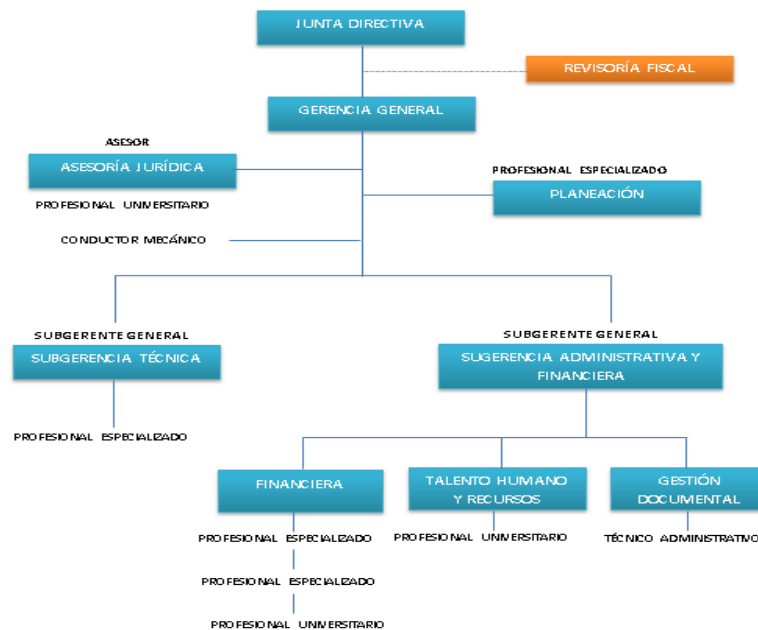 JUNTA DIRECTIVA
REVISORÍA FISCAL
GERENCIA GENERAL
ASESOR
ASESORÍA JURÍDICA
PROFESIONAL ESPECIALIZADO
PLANEACIÓN
PROFESIONAL UNIVERSITARIO
CONDUCTOR MECÁNICO
SUBGERENTE GENERAL
SUBGERENCIA TÉCNICA
SUBGERENTE GENERAL
SUGERENCIA ADMINISTRATIVA Y
FINANCIERA
PROFESIONAL ESPECIALIZADO
FINANCIERA
TALENTO HUMANO
Y RECURSOS
GESTIÓN
DOCUMENTAL
PROFESIONAL ESPECIALIZADO
PROFESIONAL UNIVERSITARIO
TÉCNICO ADMINISTRATIVO
PROFESIONAL ESPECIALIZADO
PROFESIONAL UNIVERSITARIO